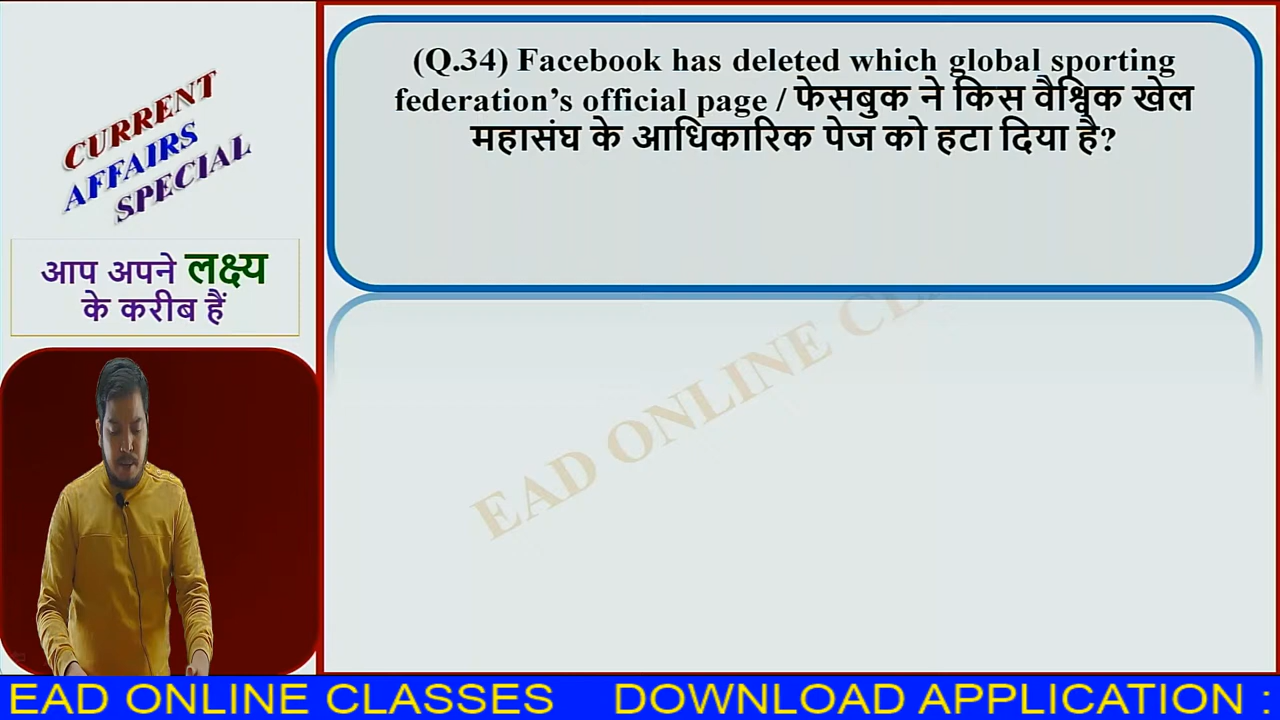 CURRENT
AFFAIRS
SPECIAL
आप अपने लक्ष्य
के करीब हैं
(Q.34) Facebook has deleted which global sporting
federation’s official page / फेसबुक ने किस वैश्विक खेल
महासंघ के आधिकारिक पेज को हटा दिया है?
EAD ONLINE
EAD ONLINE CLASSES DOWNLOAD APPLICATION :